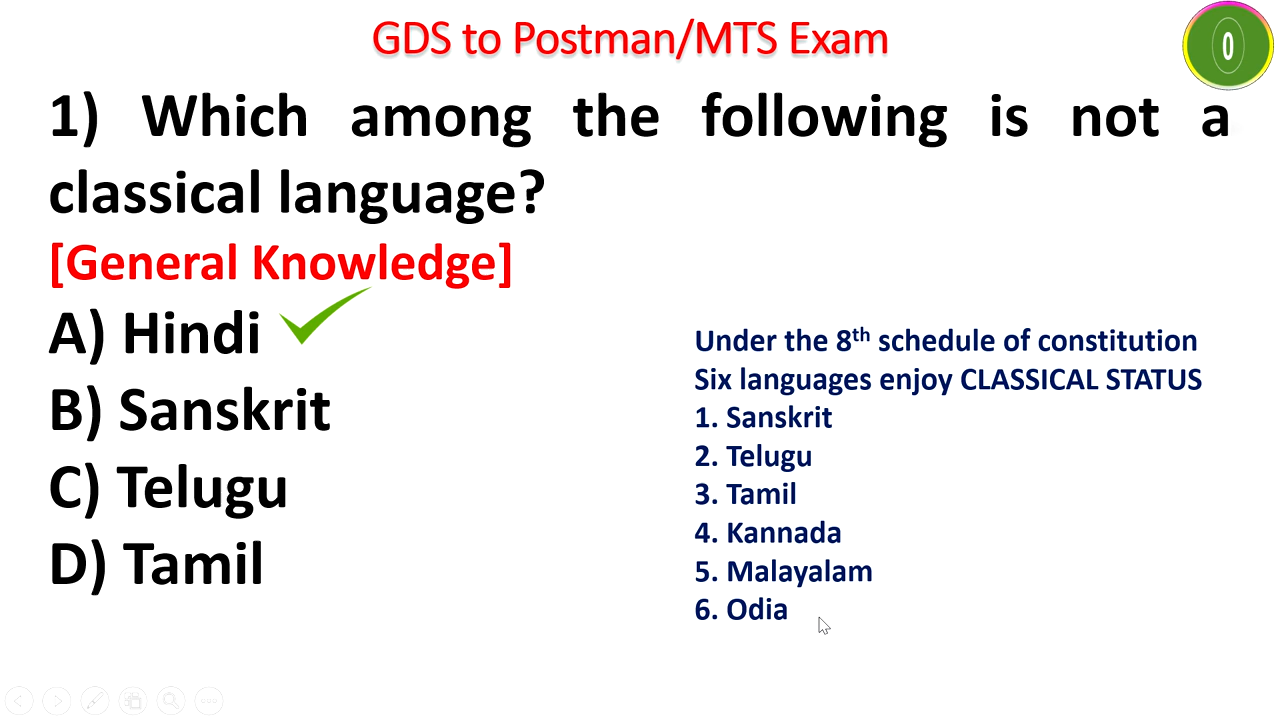 GDS to Postman/MTS Exam
0
1) Which among the following is not a
classical language?
[General Knowledge]
A) Hindi
B) Sanskrit
C) Telugu
D) Tamil
Under the 8th schedule of constitution
Six languages enjoy CLASSICAL STATUS
1. Sanskrit
2. Telugu
3. Tamil
4. Kannada
5. Malayalam
6. Odia